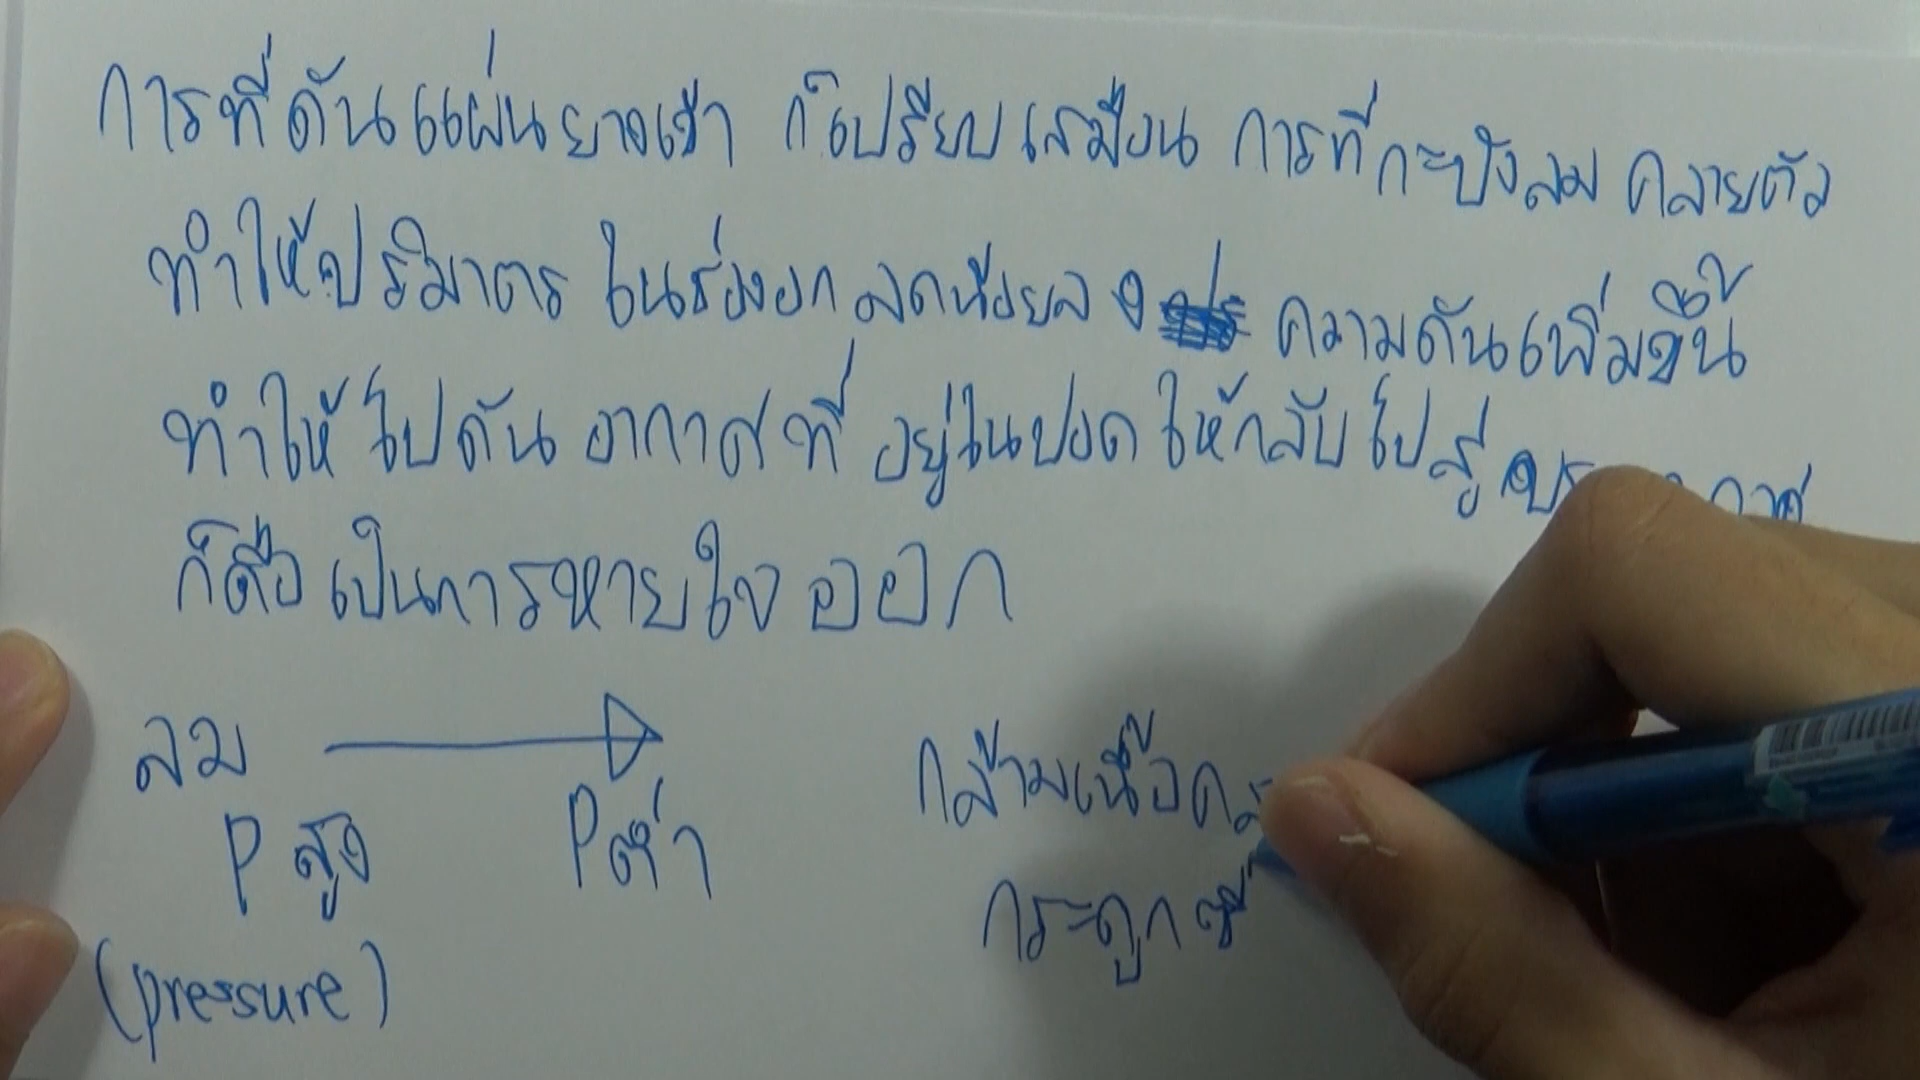 การที่ดันแผ่นยางเข้า ก็เปรียบเสมือน การที่กะบังลม คลายตัว
ทำให้ปริมาตร ในช่องอก ลดน้อยลง ความดันเพิ่มขึ้น
ทำให้ไปดัน อากาศ ที่ อยู่ในปอด ให้กลับไปสู่
ก็คือ เป็นการหายใจ ออก
ลม
P สูง P ต่ำ
(pressure)
กล้ามเนื้อ
กระดูก